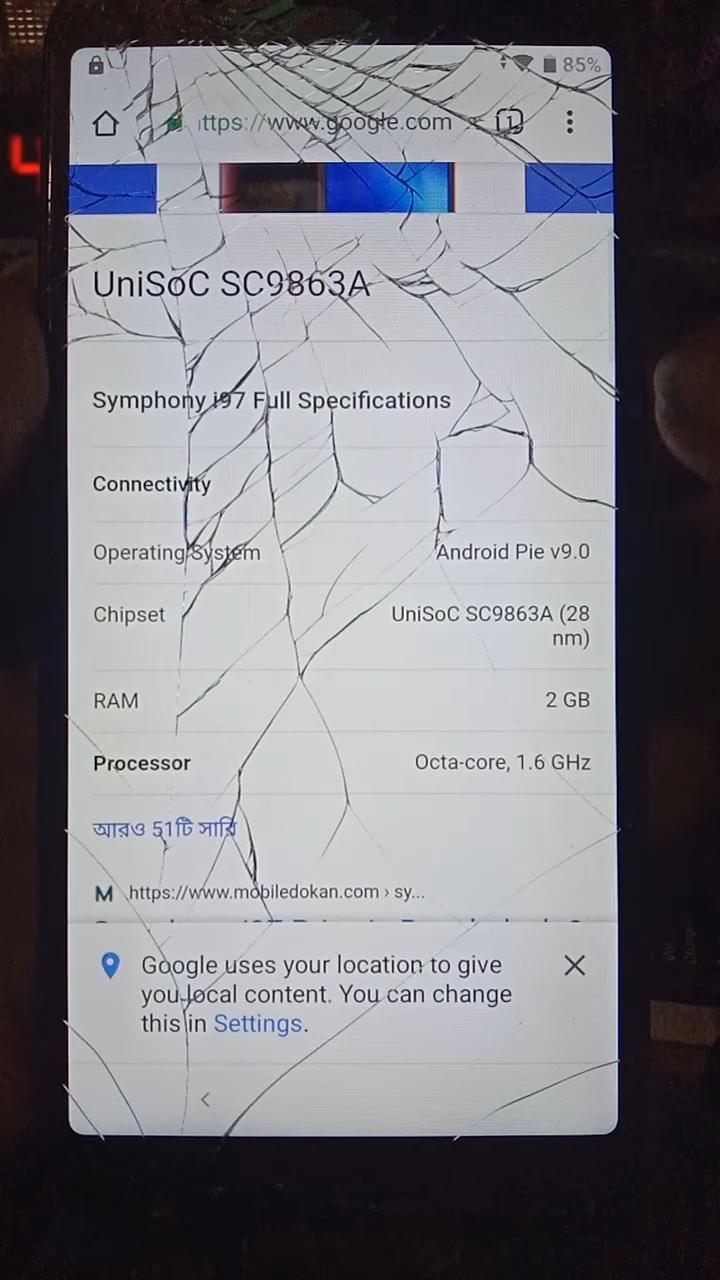 85%
ttps://www.google.com
1
UniSoC SC9863A
Symphony i97 Full Specifications
Connectivity
Operating System Android Pie v9.0
Chipset UniSoC SC9863A (28
nm)
RAM 2 GB
Processor Octa-core, 1.6 GHz
আরও 51টি সারি
M https://www.mobiledokan.com › sy...
Google uses your location to give
you local content. You can change
this in Settings.